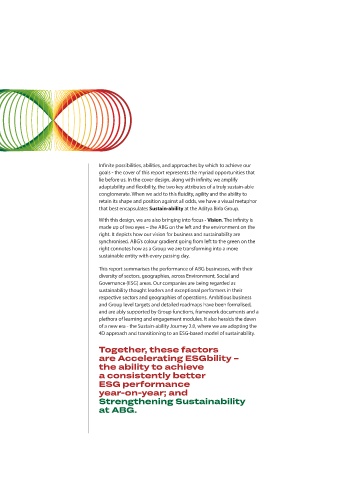 Infinite possibilities, abilities, and approaches by which to achieve our
goals - the cover of this report represents the myriad opportunities that
lie before us. In the cover design, along with infinity, we amplify
adaptability and flexibility, the two key attributes of a truly sustain-able
conglomerate. When we add to this fluidity, agility and the ability to
retain its shape and position against all odds, we have a visual metaphor
that best encapsulates Sustain-ability at the Aditya Birla Group.
With this design, we are also bringing into focus - Vision. The infinity is
made up of two eyes – the ABG on the left and the environment on the
right. It depicts how our vision for business and sustainability are
synchronised. ABG's colour gradient going from left to the green on the
right connotes how as a Group we are transforming into a more
sustainable entity with every passing day.
This report summarises the performance of ABG businesses, with their
diversity of sectors, geographies, across Environment, Social and
Governance (ESG) areas. Our companies are being regarded as
sustainability thought leaders and exceptional performers in their
respective sectors and geographies of operations. Ambitious business
and Group level targets and detailed roadmaps have been formalised,
and are ably supported by Group functions, framework documents and a
plethora of learning and engagement modules. It also heralds the dawn
of a new era - the Sustain-ability Journey 3.0, where we are adopting the
4D approach and transitioning to an ESG-based model of sustainability.
Together, these factors
are Accelerating ESGbility –
the ability to achieve
a consistently better
ESG performance
year-on-year; and
Strengthening Sustainability
at ABG.